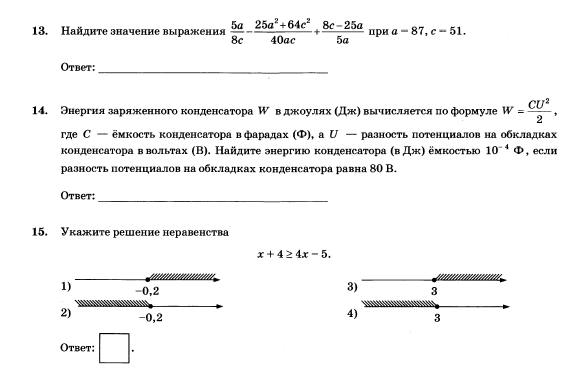 13. Найдите значение выражения 5a/8c − (25a² + 64c²)/40ac + (8c − 25a)/5a при a = 87, c = 51.
Ответ: ____________________
14. Энергия заряженного конденсатора W в джоулях (Дж) вычисляется по формуле W = CU²/2,
где C — ёмкость конденсатора в фарадах (Ф), а U — разность потенциалов на обкладках
конденсатора в вольтах (В). Найдите энергию конденсатора (в Дж) ёмкостью 10⁻⁴ Ф, если
разность потенциалов на обкладках конденсатора равна 80 В.
Ответ: ____________________
15. Укажите решение неравенства
x + 4 ≥ 4x − 5.
1) −0,2
3) 3
2) −0,2
4) 3
Ответ: .